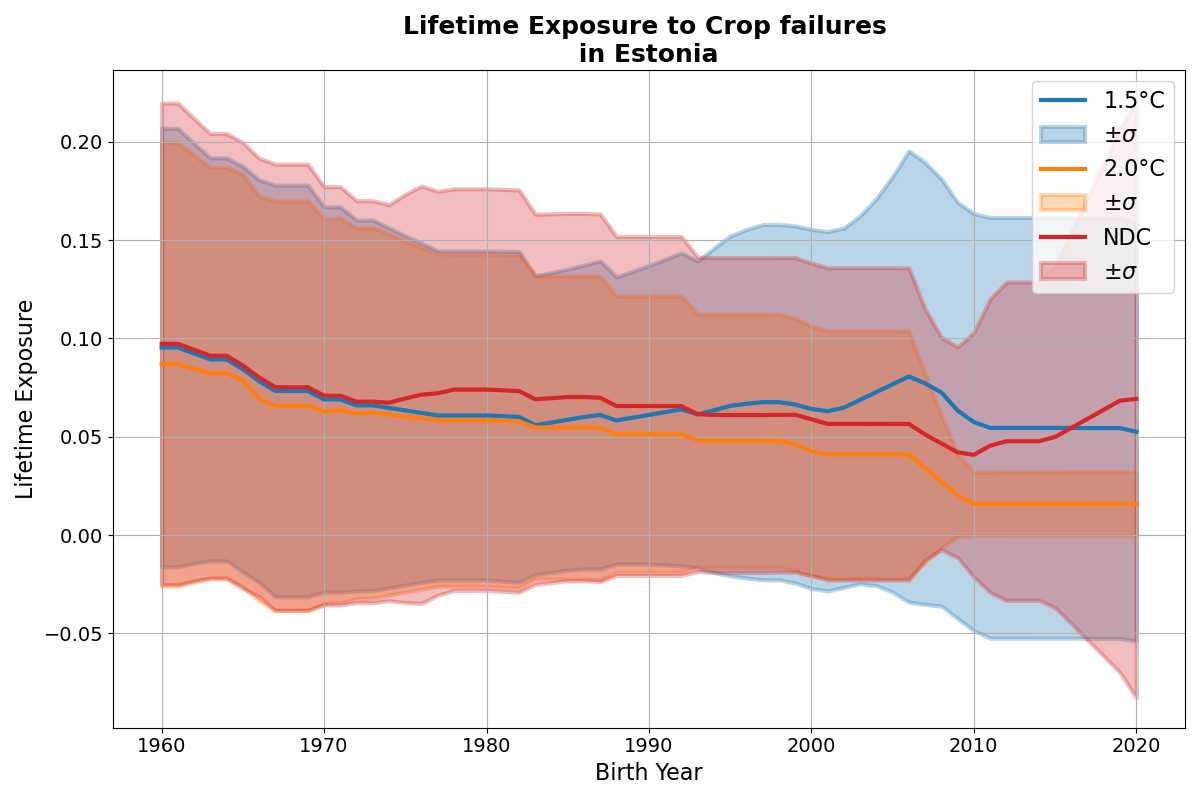 Lifetime Exposure to Crop failures
in Estonia
Lifetime Exposure
0.20
0.15
0.10
0.05
0.00
−0.05
1960
1970
1980
1990
2000
2010
2020
Birth Year
1.5°C
±σ
2.0°C
±σ
NDC
±σ